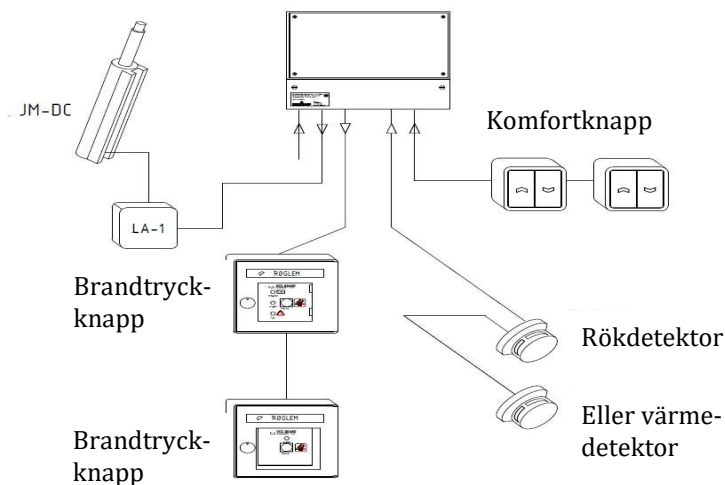 JM-DC
LA-1
Komfortknapp
Brandtryck-
knapp
RØGLEM
Rökdetektor
Brandtryck-
knapp
RØGLEM
Eller värme-
detektor